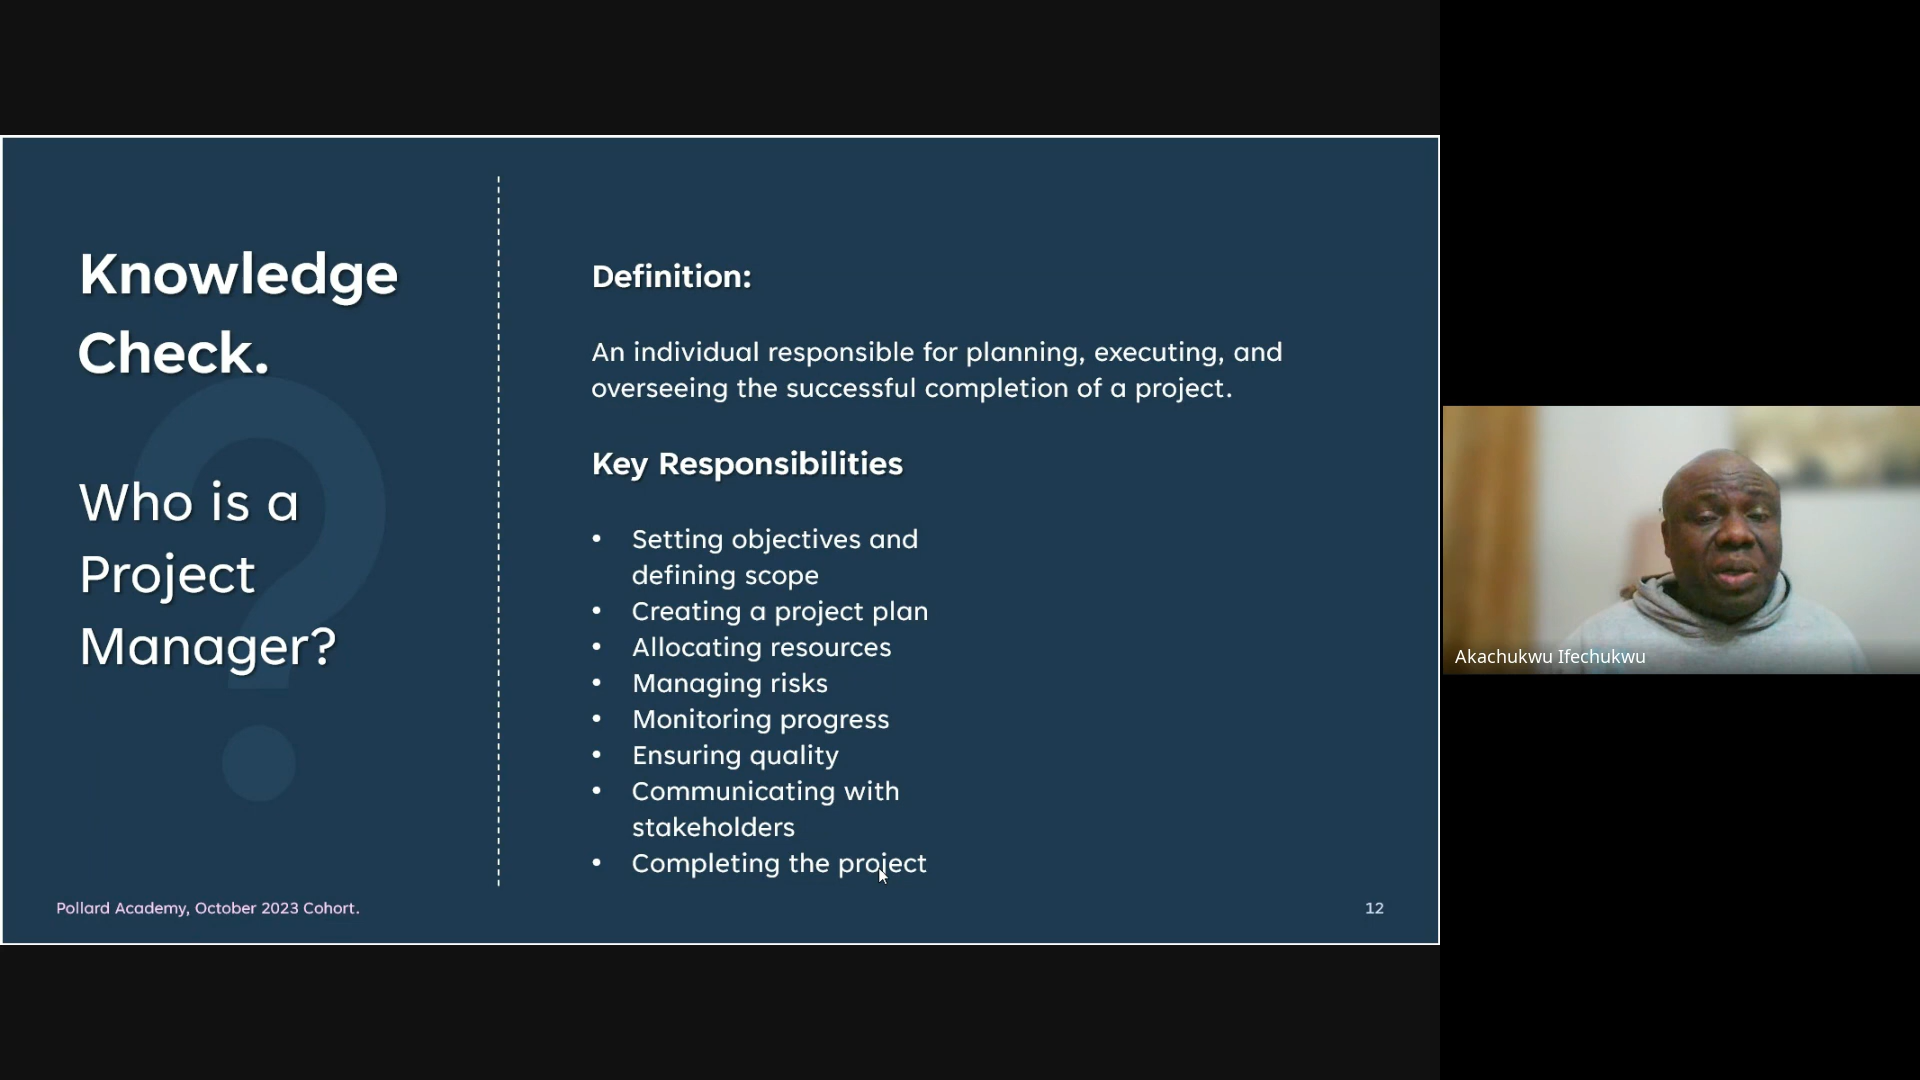 Knowledge
Check.
Who is a
Project
Manager?
Definition:
An individual responsible for planning, executing, and
overseeing the successful completion of a project.
Key Responsibilities
• Setting objectives and
defining scope
• Creating a project plan
• Allocating resources
• Managing risks
• Monitoring progress
• Ensuring quality
• Communicating with
stakeholders
• Completing the project
Pollard Academy, October 2023 Cohort.
12
Akachukwu Ifechukwu